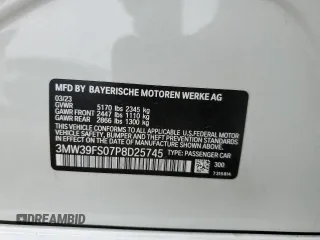 MFD BY BAYERISCHE MOTOREN WERKE AG
03/23
GVWR 5170 lbs 2345 kg
GAWR FRONT 2447 lbs 1110 kg
GAWR REAR 2866 lbs 1300 kg
THIS VEHICLE CONFORMS TO ALL APPLICABLE U.S. FEDERAL MOTOR
VEHICLE SAFETY, BUMPER, AND THEFT PREVENTION STANDARDS
IN EFFECT ON THE DATE OF MANUFACTURE SHOWN ABOVE.
3MW39FS07P8D25745 TYPE: PASSENGER CAR
300
DREAMBID